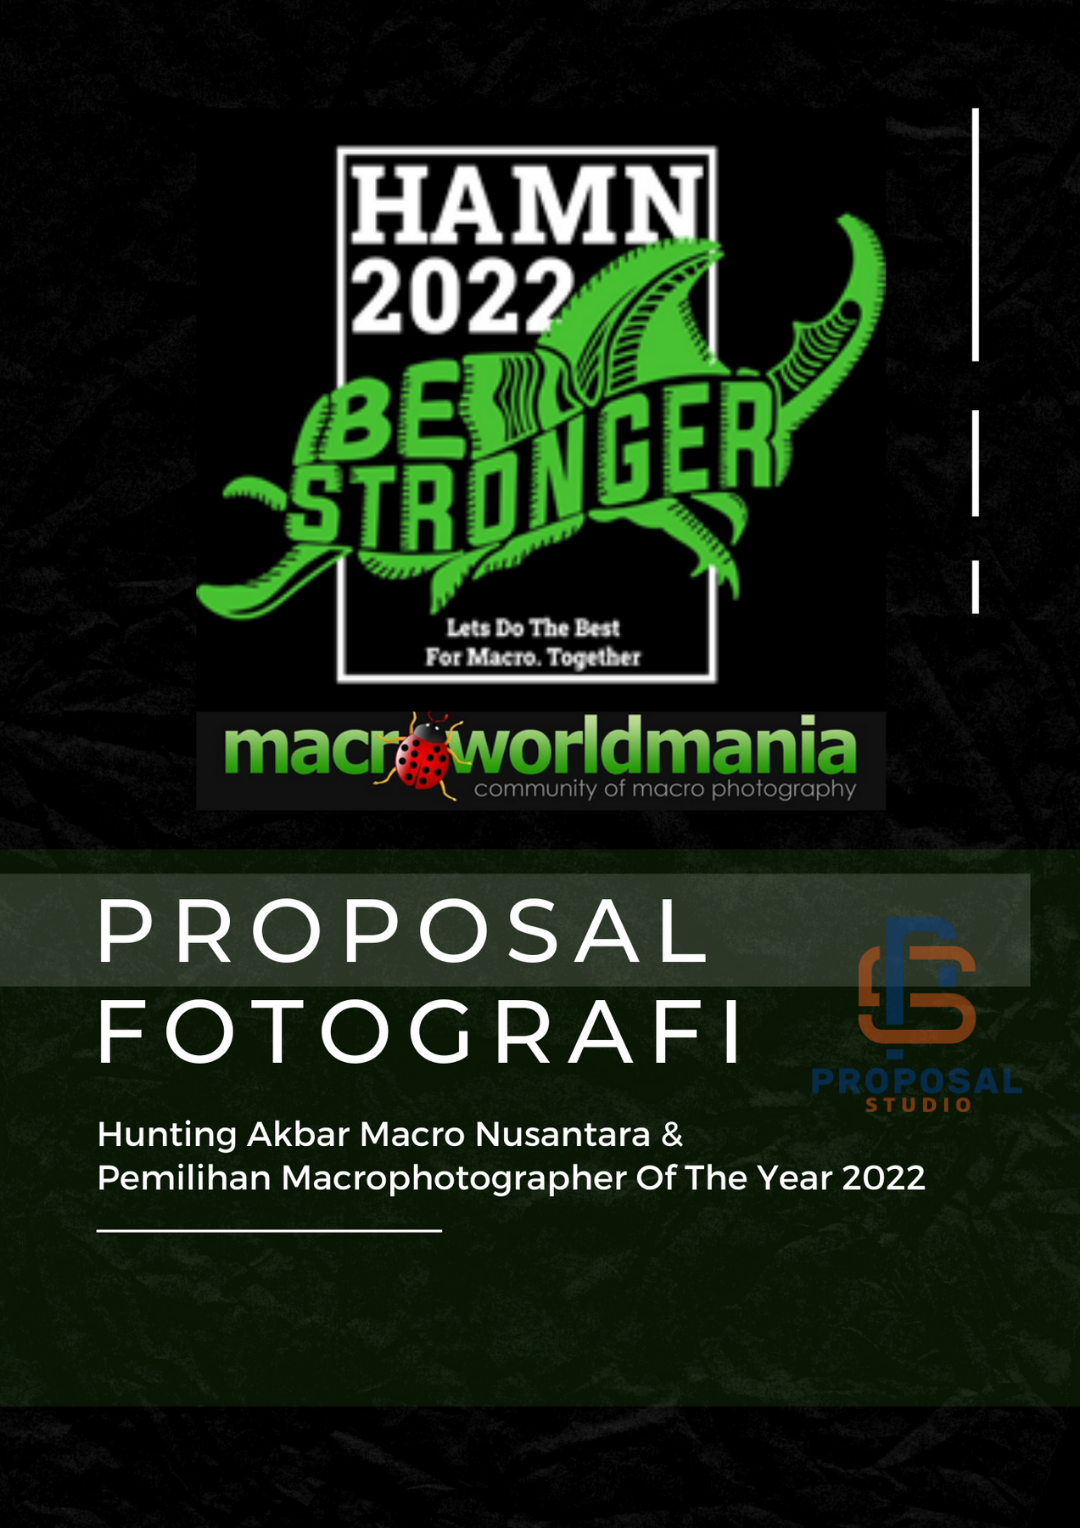 HAMN
2022
BE
STRONGER
Lets Do The Best
For Macro. Together
macroworldmania
community of macro photography
PROPOSAL
FOTOGRAFI
PROPOSAL
STUDIO
Hunting Akbar Macro Nusantara &
Pemilihan Macrophotographer Of The Year 2022